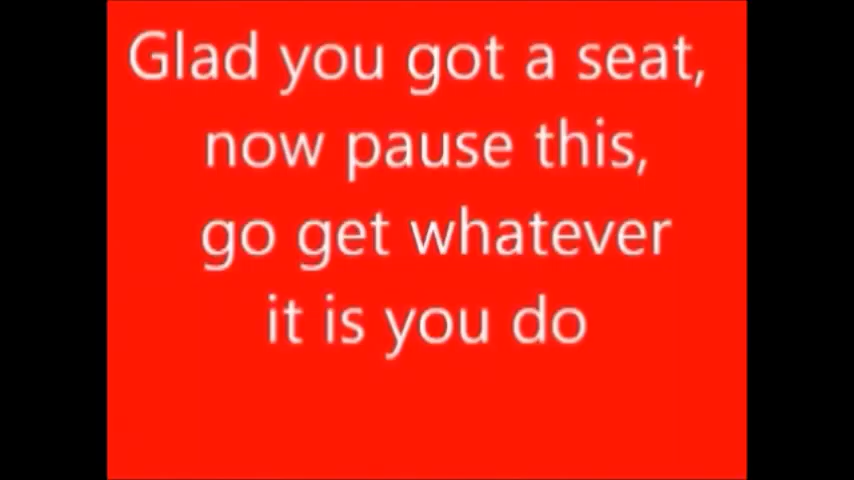 Glad you got a seat,
now pause this,
go get whatever
it is you do